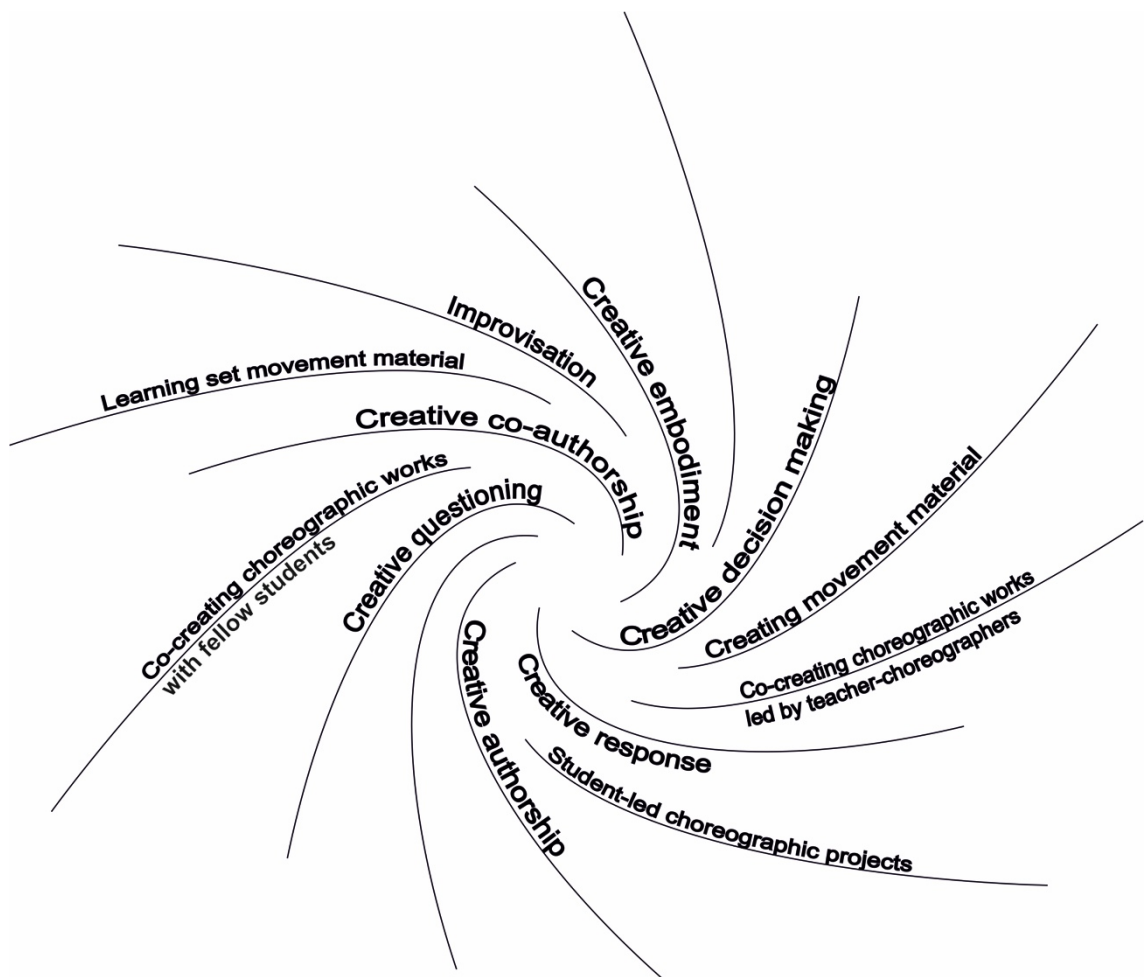 Creative embodiment
Improvisation
Learning set movement material
Creative co-authorship
Creative decision making
Creating movement material
Co-creating choreographic works
with fellow students
Creative questioning
Co-creating choreographic works
led by teacher-choreographers
Creative response
Creative authorship
Student-led choreographic projects